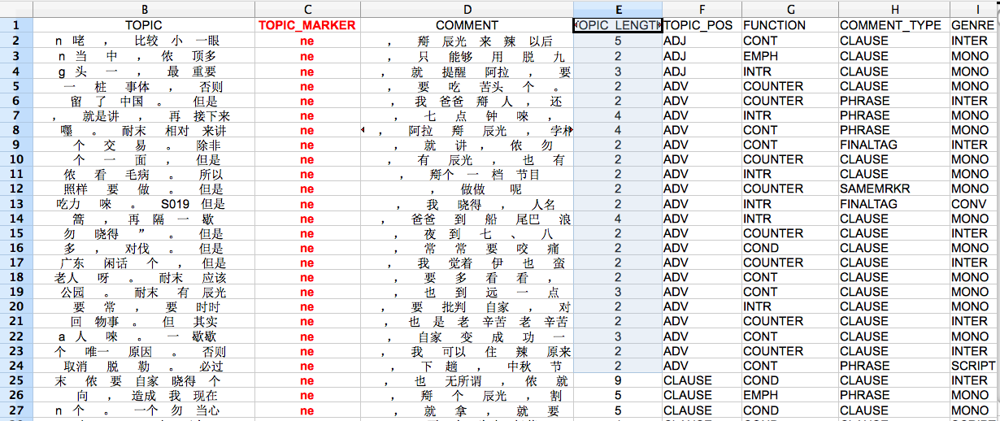 B C D E F G H I
1 TOPIC TOPIC_MARKER COMMENT OPIC_LENGTH TOPIC_POS FUNCTION COMMENT_TYPE GENRE
2 n 咾 ， 比较 小 一眼 ne ， 搿 辰光 来 辣 以后 5 ADJ CONT CLAUSE INTER
3 n 当 中 ， 侬 顶多 ne ， 只 能够 用 脱 九 2 ADJ EMPH CLAUSE MONO
4 g 头 一 ， 最 重要 ne ， 就 提醒 阿拉 ， 要 3 ADJ INTR CLAUSE MONO
5 一 桩 事体 ， 否则 ne ， 要 吃 苦头 个 。 2 ADV COUNTER CLAUSE MONO
6 留 了 中国 。 但是 ne ， 我 爸爸 搿 人 ， 还 2 ADV COUNTER PHRASE INTER
7 ， 就是讲 ， 再 接下来 ne ， 七 点 钟 唻 ， 4 ADV INTR PHRASE MONO
8 嚜 。 耐末 相对 来讲 ne ， 阿拉 搿 辰光 ， 4 ADV CONT PHRASE MONO
9 个 交 易 。 除非 ne ， 就 讲 ， 侬 勿 2 ADV CONT FINALTAG INTER
10 个 一 面 ， 但是 ne ， 有 辰光 ， 也 有 2 ADV COUNTER CLAUSE MONO
11 侬 看 毛病 。 所以 ne ， 搿个 一 档 节目 2 ADV INTR CLAUSE MONO
12 照样 要 做 。 但是 ne ， 做做 呢 2 ADV COUNTER SAMEMRKR MONO
13 吃力 唻 。 S019 但是 ne ， 我 晓得 ， 人名 2 ADV INTR FINALTAG CONV
14 篙 ， 再 隔 一 歇 ne ， 爸爸 到 船 尾巴 浪 4 ADV INTR CLAUSE MONO
15 勿 晓得 ” 。 但是 ne ， 夜 到 七 、 八 2 ADV COUNTER CLAUSE INTER
16 多 ， 对伐 。 但是 ne ， 常 常 要 咬 痛 2 ADV COND CLAUSE MONO
17 广东 闲话 个 ， 但是 ne ， 我 觉着 伊 也 蛮 2 ADV COUNTER CLAUSE INTER
18 老人 呀 。 耐末 应该 ne ， 要 多 看看 ， 2 ADV CONT CLAUSE MONO
19 公园 。 耐末 有 辰光 ne ， 也 到 远 一 点 3 ADV CONT CLAUSE MONO
20 要 常 ， 要 时时 ne ， 要 批判 自家 ， 对 2 ADV INTR CLAUSE MONO
21 回 物事 。 但 其实 ne ， 也 是 老 辛苦 老 辛苦 2 ADV COUNTER CLAUSE INTER
22 a 人 唻 。 一 歇歇 ne ， 自家 变 成 功 一 3 ADV CONT CLAUSE MONO
23 个 唯一 原因 。 否则 ne ， 我 可以 住 辣 原来 2 ADV COUNTER CLAUSE INTER
24 取消 脱 勒 。 必过 ne ， 下 趟 ， 中秋 节 2 ADV CONT PHRASE SCRIPT
25 末 侬 要 自家 晓得 个 ne ， 也 无所谓 ， 侬 就 9 CLAUSE COND CLAUSE INTER
26 向 ， 造成 我 现在 ne ， 搿 个 辰光 ， 割 5 CLAUSE EMPH PHRASE MONO
27 n 个 。 一个 勿 当心 ne ， 就 拿 ， 就 要 5 CLAUSE COND CLAUSE MONO